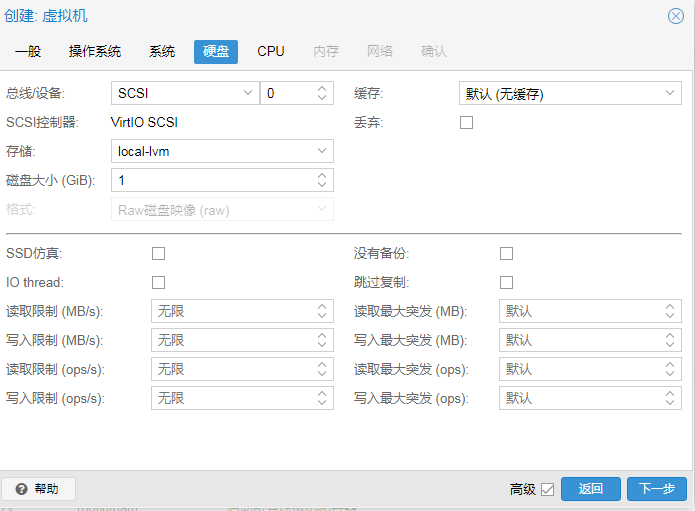 创建: 虚拟机
一般 操作系统 系统 硬盘 CPU 内存 网络 确认
总线/设备: SCSI 0 缓存: 默认 (无缓存)
SCSI控制器: VirtIO SCSI 丢弃:
存储: local-lvm
磁盘大小 (GiB): 1
格式: Raw磁盘映像 (raw)
SSD仿真: 没有备份:
IO thread: 跳过复制:
读取限制 (MB/s): 无限 读取最大突发 (MB): 默认
写入限制 (MB/s): 无限 写入最大突发 (MB): 默认
读取限制 (ops/s): 无限 读取最大突发 (ops): 默认
写入限制 (ops/s): 无限 写入最大突发 (ops): 默认
帮助 高级 返回 下一步